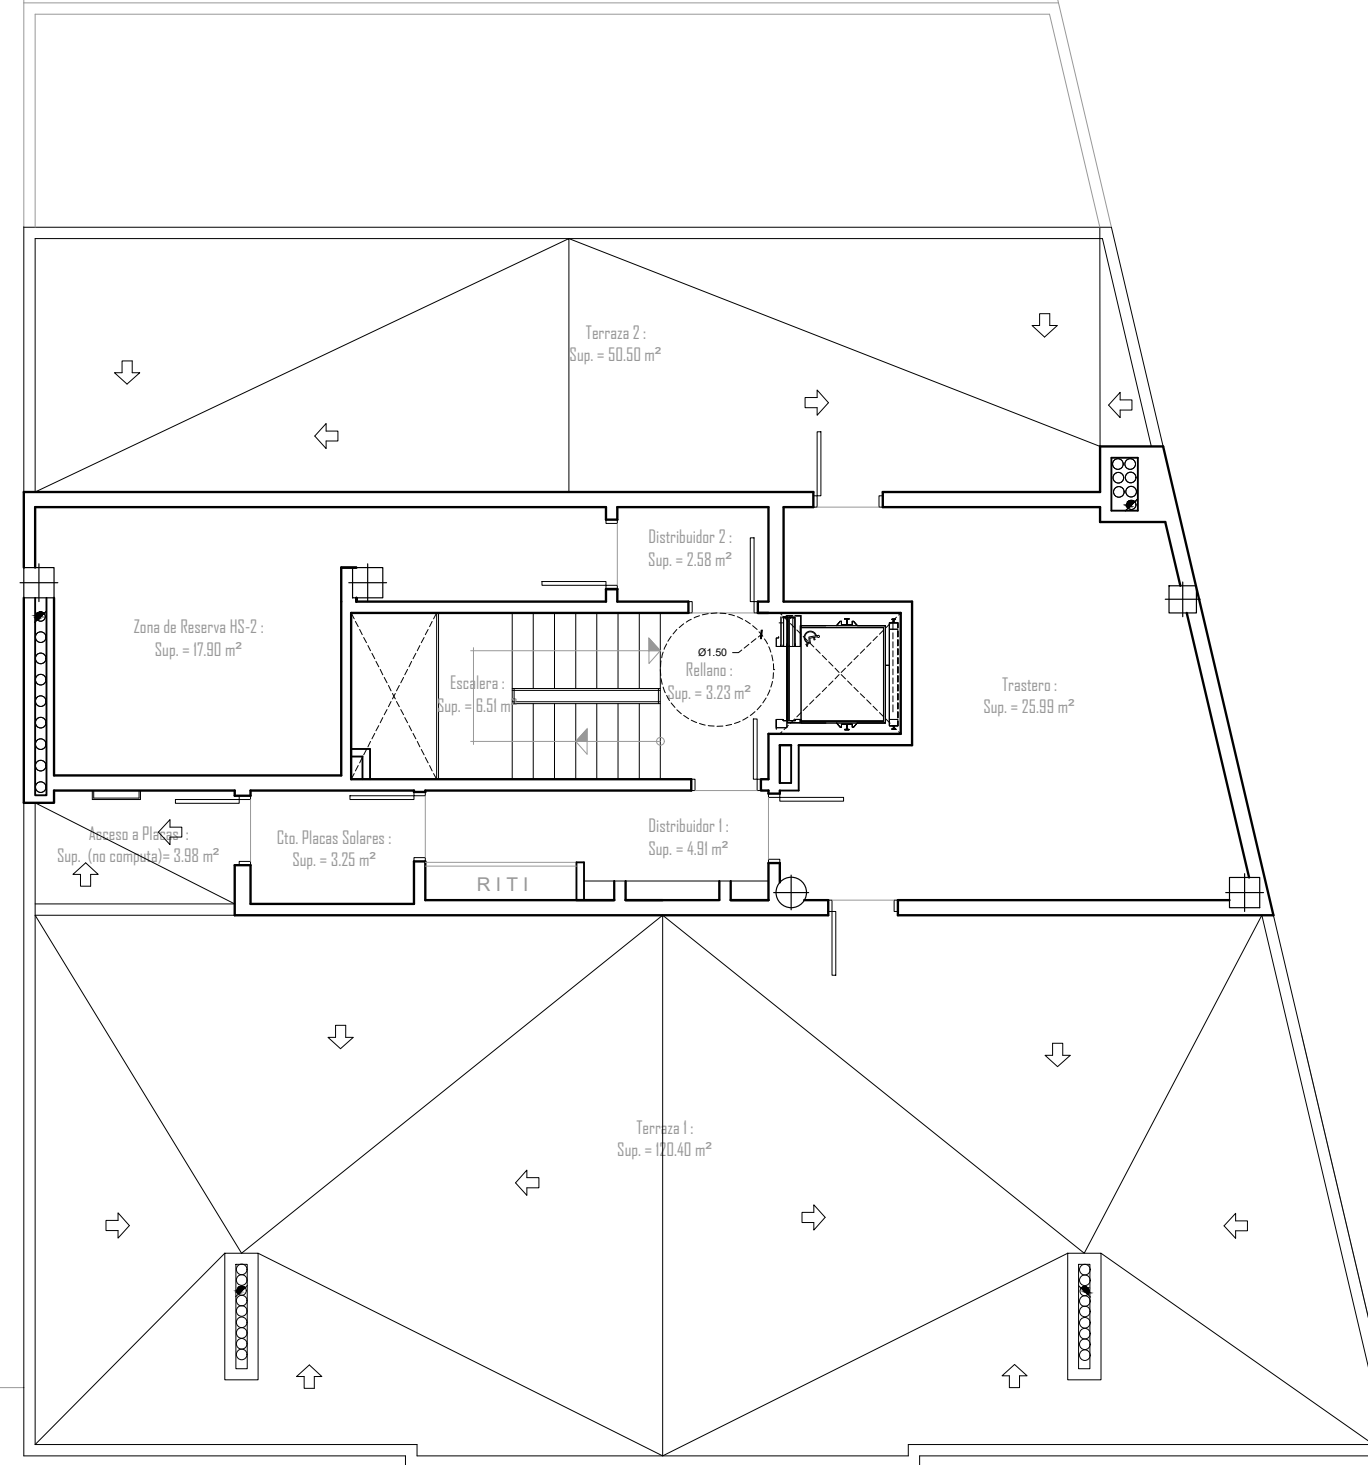 Terraza 2 :
Sup. = 50.50 m²
Distribuidor 2 :
Sup. = 2.58 m²
Zona de Reserva HS-2 :
Sup. = 17.90 m²
Ø1.50
Rellano :
Sup. = 3.23 m²
Escalera :
Sup. = 6.51 m
Trastero :
Sup. = 25.99 m²
Acceso a Placas :
Sup. (no computa)= 3.98 m²
Cto. Placas Solares :
Sup. = 3.25 m²
Distribuidor 1 :
Sup. = 4.91 m²
RITI
Terraza 1 :
Sup. = 120.40 m²